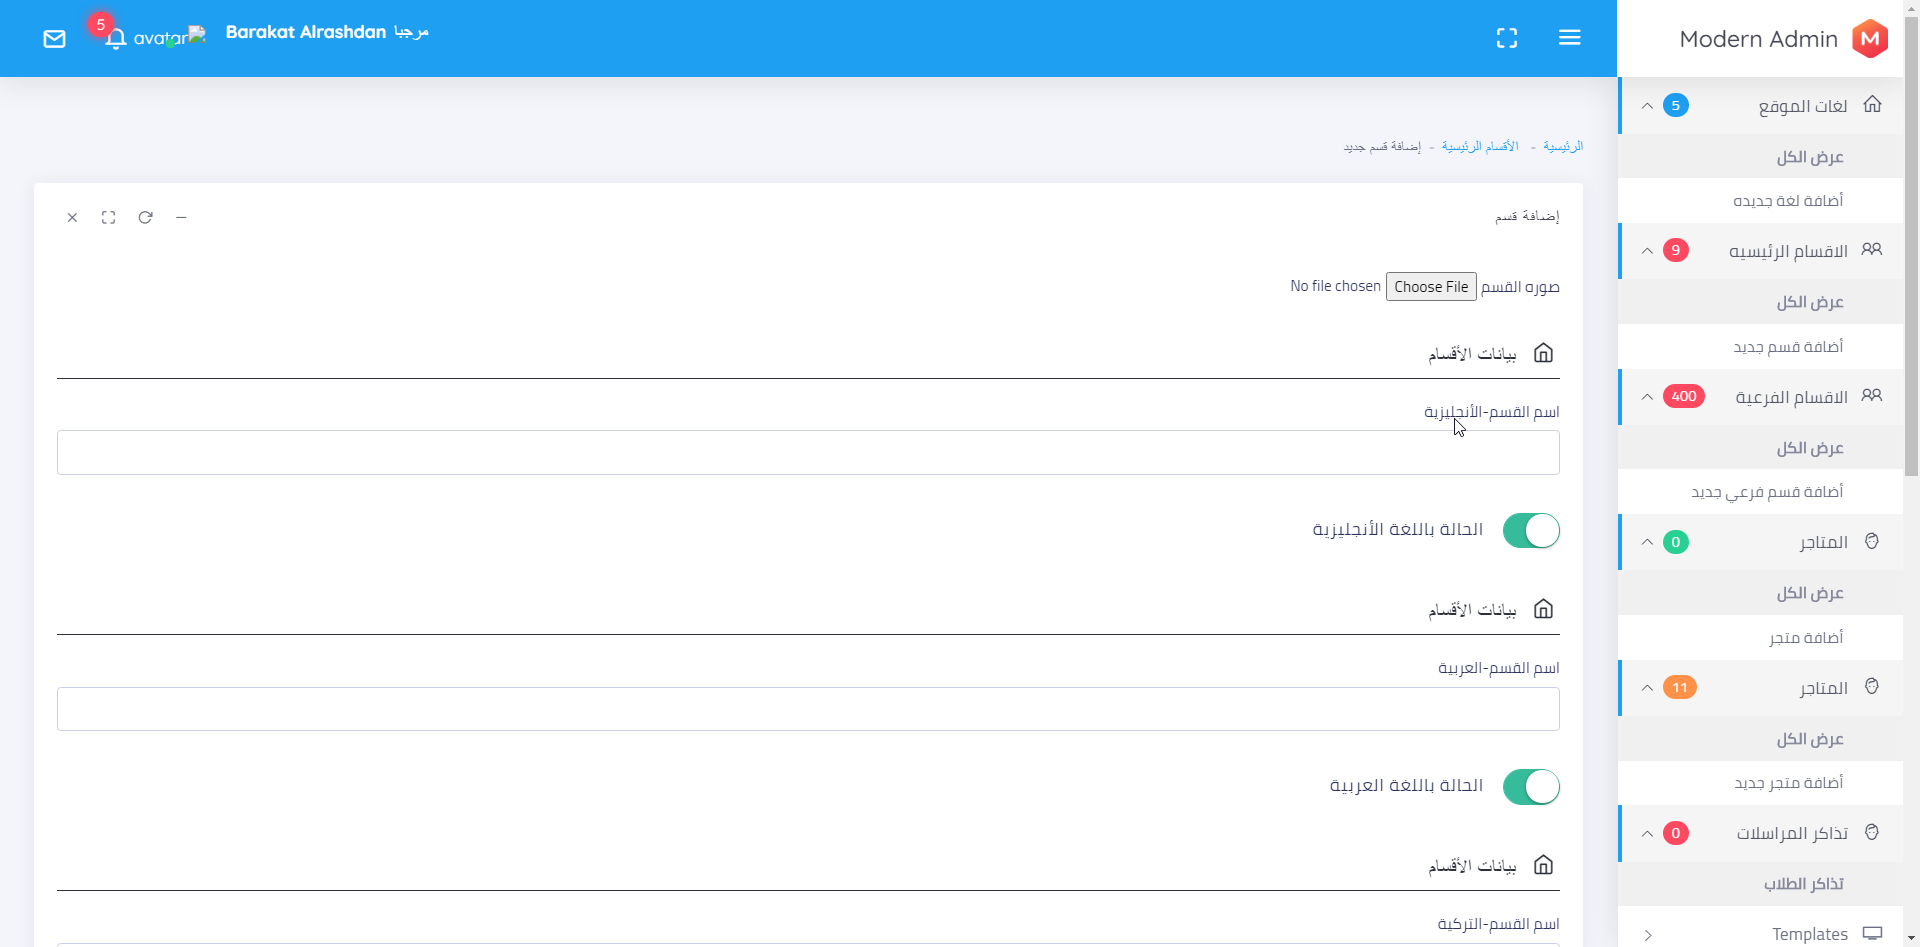 Modern Admin
مرجبا Barakat Alrashdan
avatar
5
لغات الموقع 5
عرض الكل
أضافة لغة جديده
الاقسام الرئيسيه 9
عرض الكل
أضافة قسم جديد
الاقسام الفرعية 400
عرض الكل
أضافة قسم فرعي جديد
المتاجر 0
عرض الكل
أضافة متجر
المتاجر 11
عرض الكل
أضافة متجر جديد
تذاكر المراسلات 0
تذاكر الطلاب
Templates
الرئيسية - الأقسام الرئيسية - إضافة قسم جديد
إضافة قسم
صوره القسم Choose File No file chosen
بيانات الأقسام
اسم القسم-الأنجليزية
الحالة باللغة الأنجليزية
بيانات الأقسام
اسم القسم-العربية
الحالة باللغة العربية
بيانات الأقسام
اسم القسم-التركية